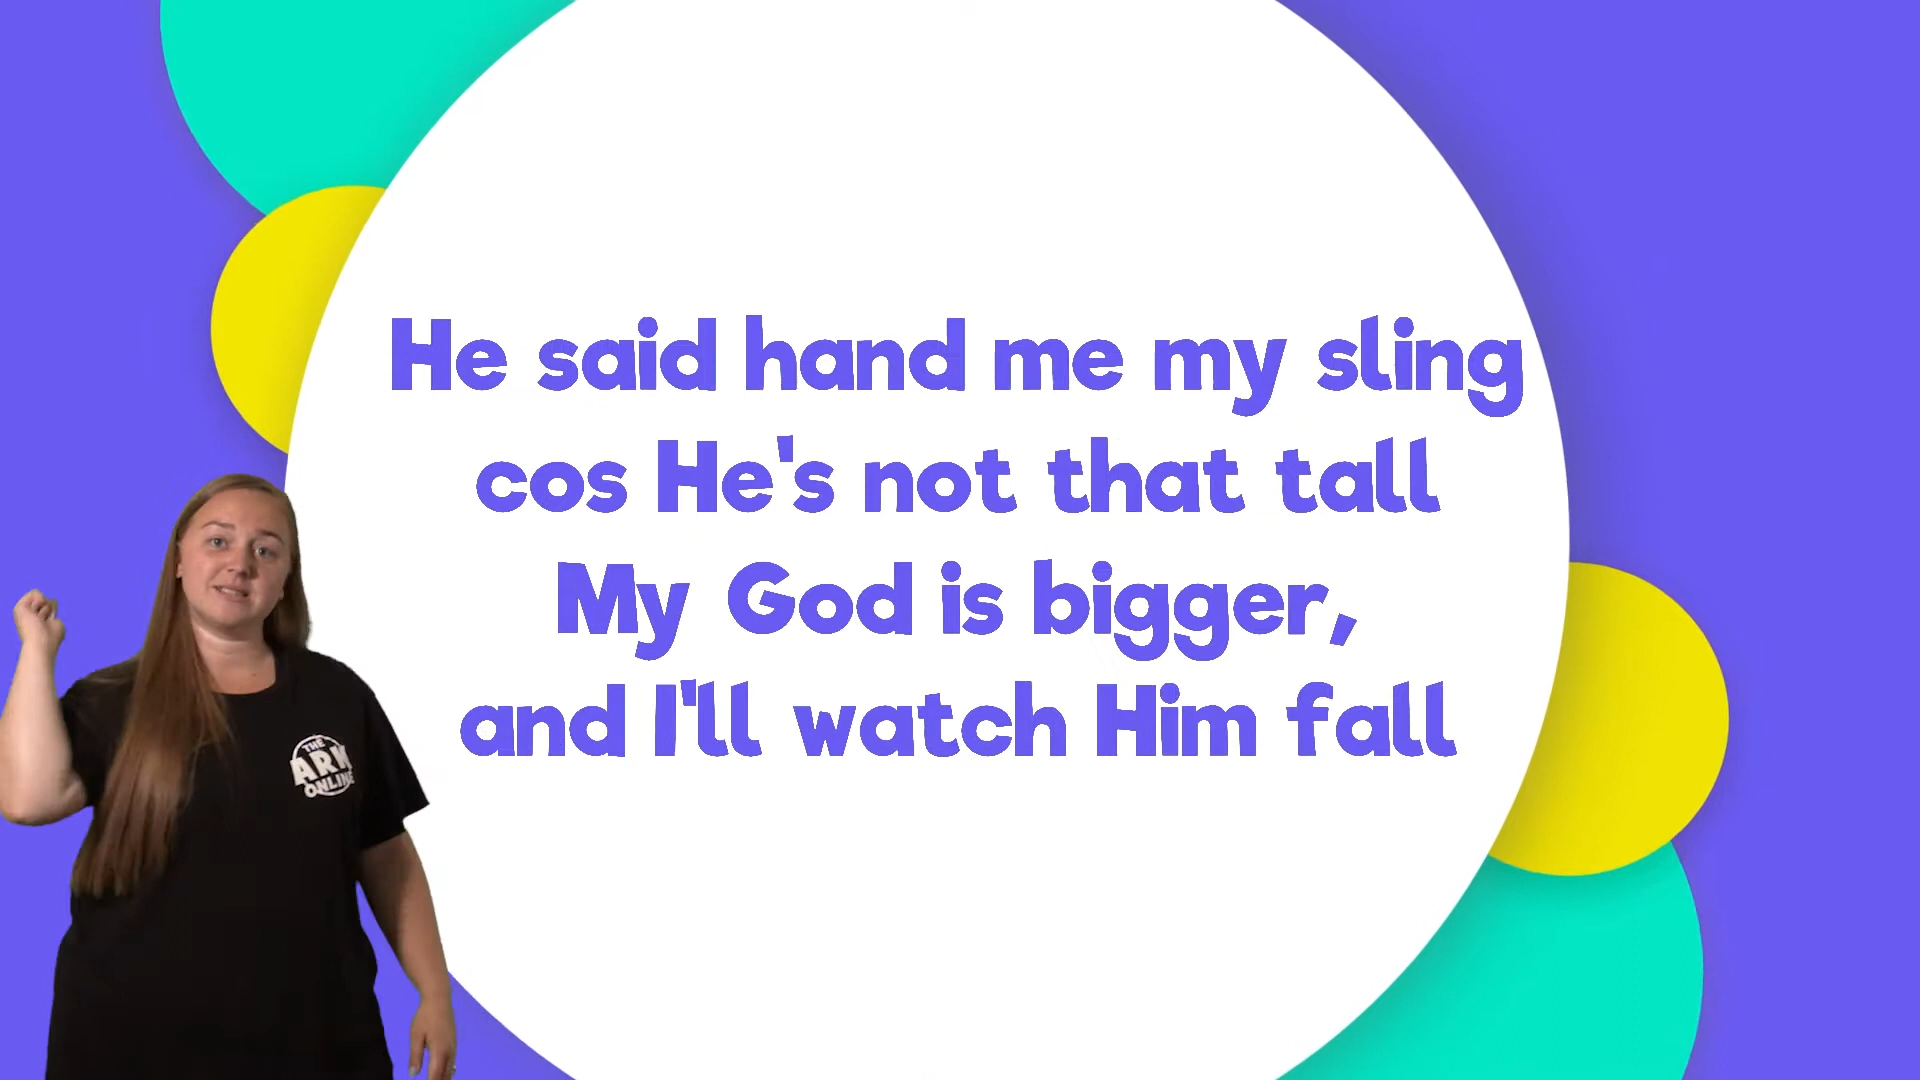 He said hand me my sling
cos He's not that tall
My God is bigger,
and I'll watch Him fall
THE
ARK
ONLINE